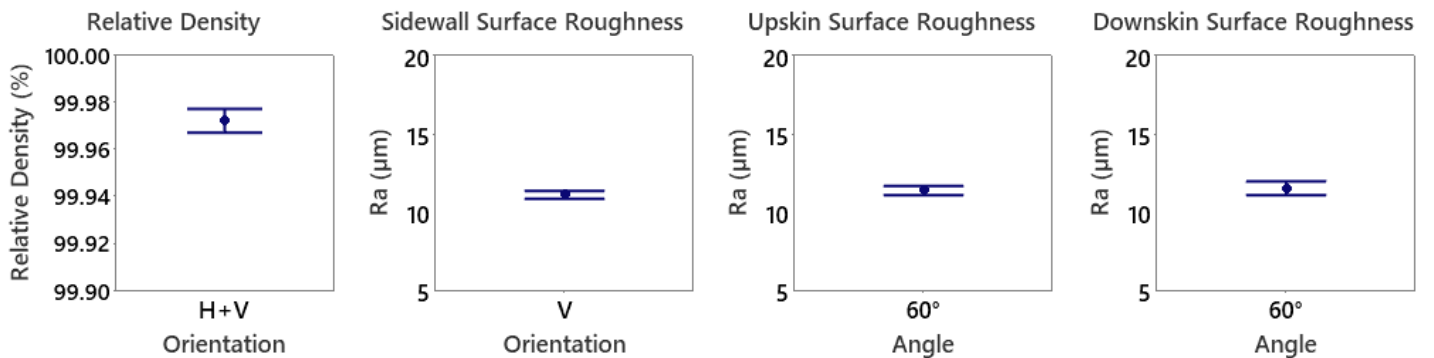 Relative Density
Relative Density (%)
100.00
99.98
99.96
99.94
99.92
99.90
H+V
Orientation
Sidewall Surface Roughness
Ra (µm)
20
15
10
5
V
Orientation
Upskin Surface Roughness
Ra (µm)
20
15
10
5
60°
Angle
Downskin Surface Roughness
Ra (µm)
20
15
10
5
60°
Angle